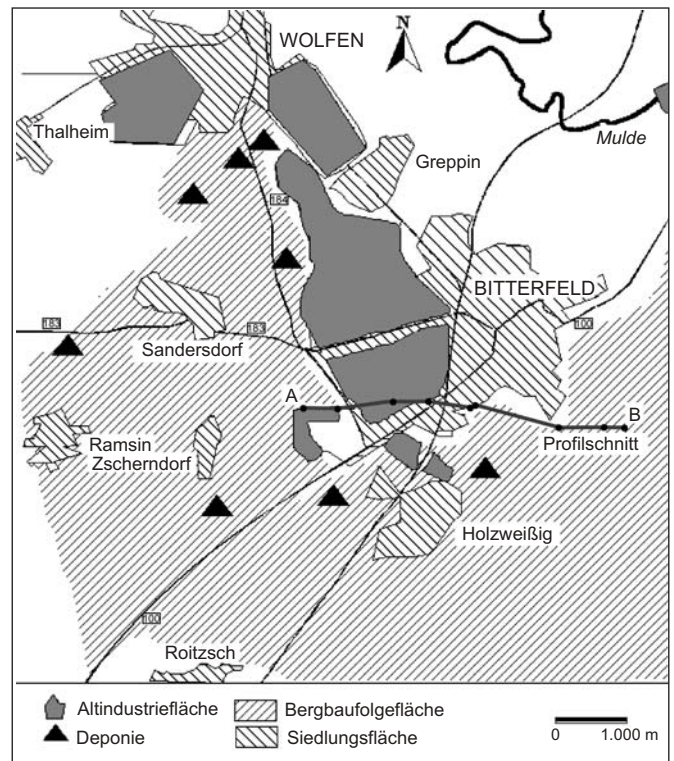 WOLFEN
N
Thalheim
Mulde
Greppin
184
BITTERFELD
183
183
100
Sandersdorf
A
B
Profilschnitt
Ramsin
Zscherndorf
Holzweißig
100
Roitzsch
Altindustriefläche
Bergbaufolgefläche
Deponie
Siedlungsfläche
0
1.000 m